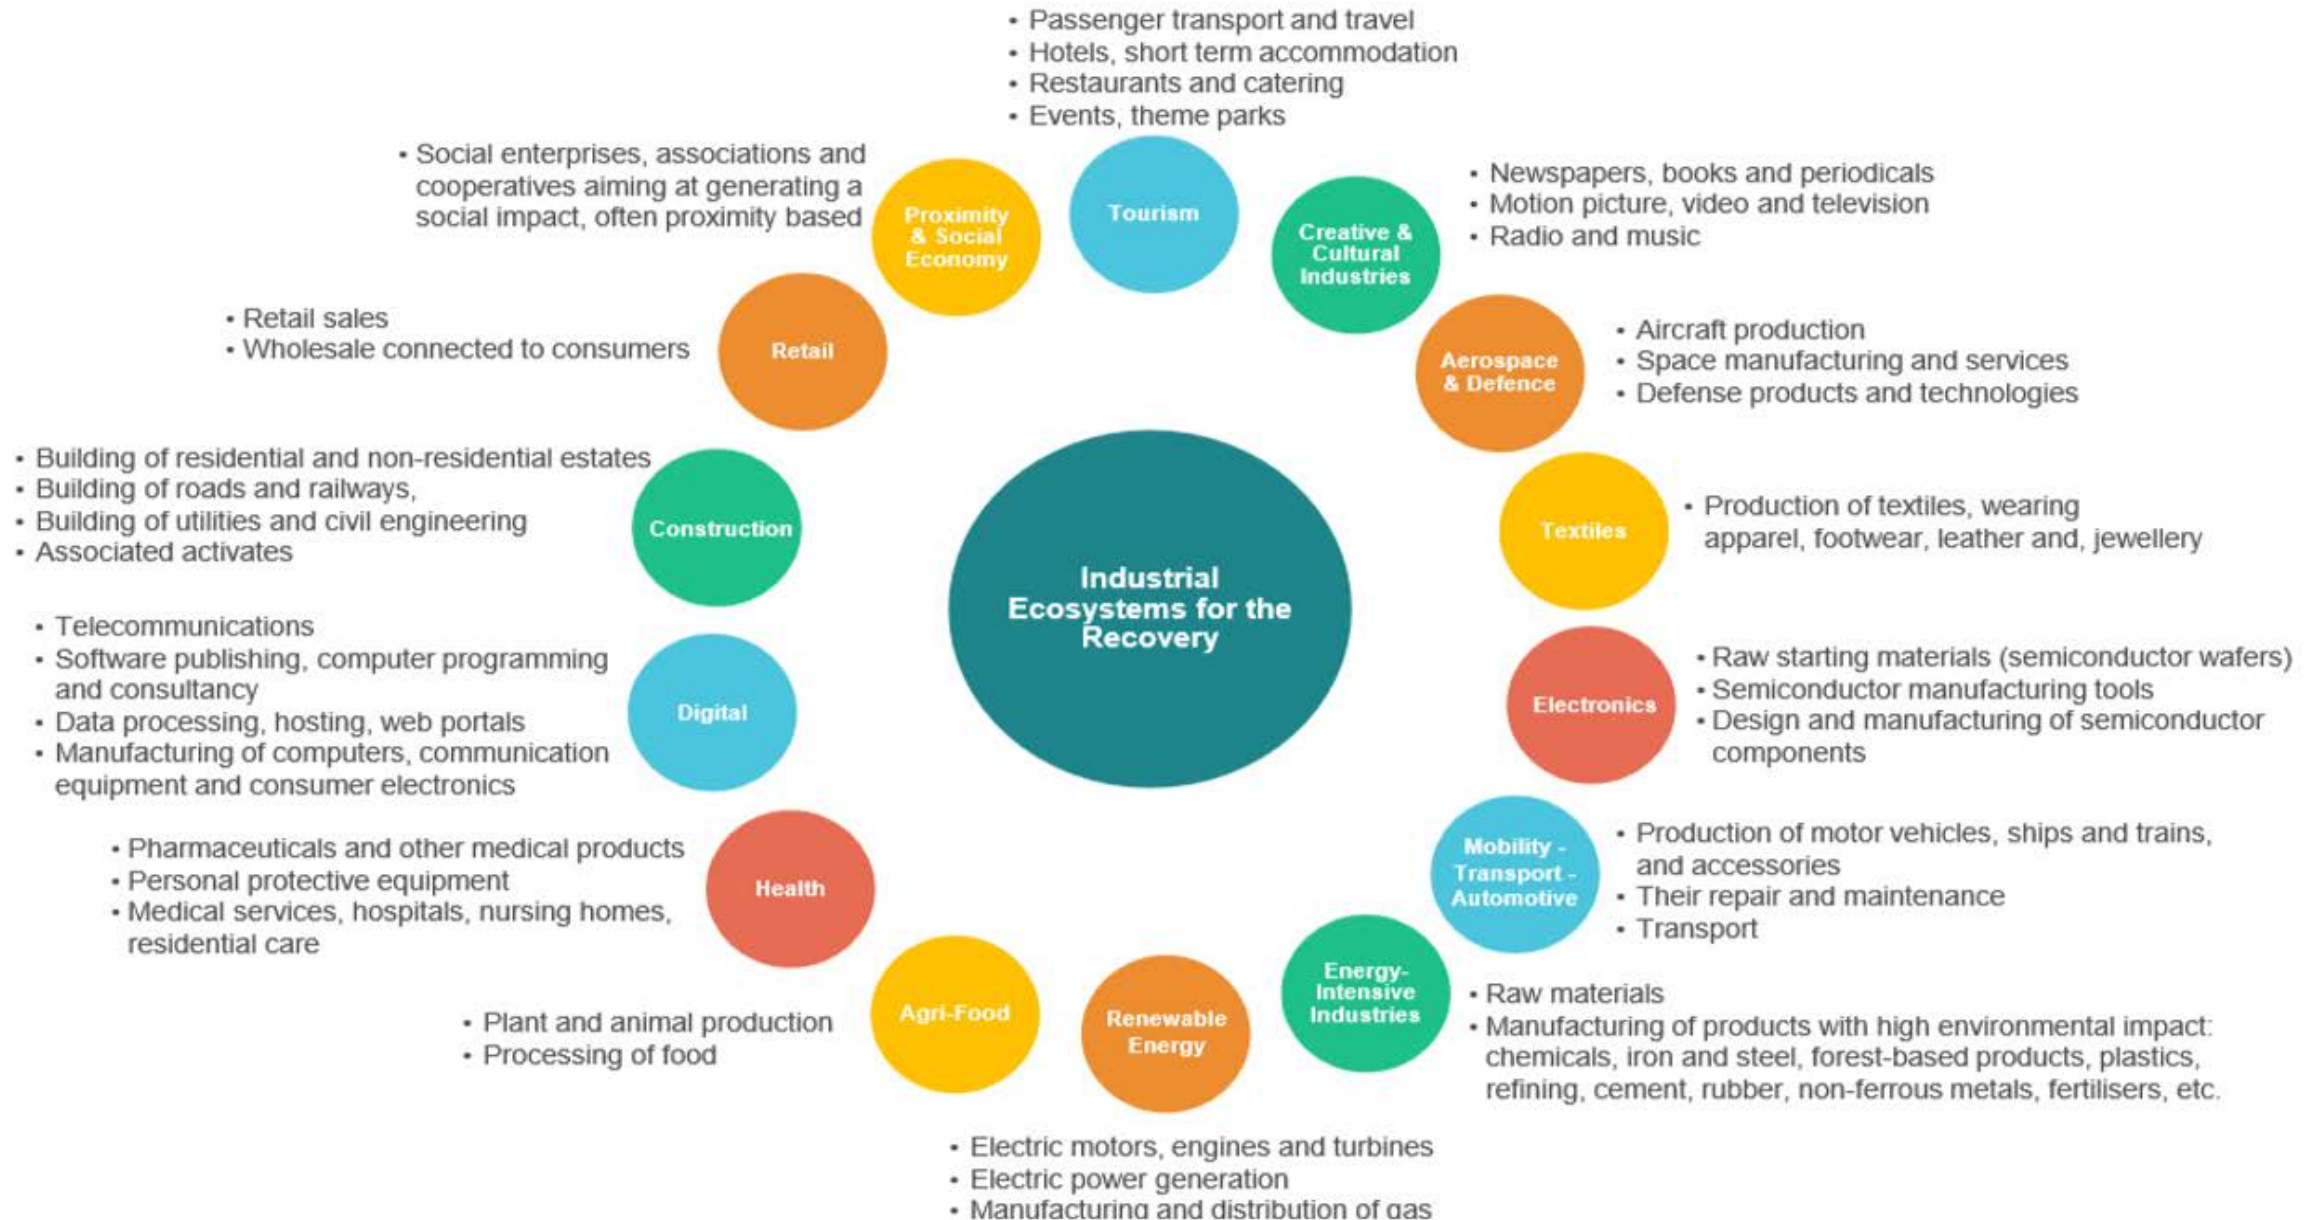 • Passenger transport and travel
• Hotels, short term accommodation
• Restaurants and catering
• Events, theme parks
Tourism
• Newspapers, books and periodicals
• Motion picture, video and television
• Radio and music
Creative &
Cultural
Industries
• Aircraft production
• Space manufacturing and services
• Defense products and technologies
Aerospace
& Defence
• Production of textiles, wearing
apparel, footwear, leather and, jewellery
Textiles
• Raw starting materials (semiconductor wafers)
• Semiconductor manufacturing tools
• Design and manufacturing of semiconductor
components
Electronics
• Production of motor vehicles, ships and trains,
and accessories
• Their repair and maintenance
• Transport
Mobility -
Transport -
Automotive
• Raw materials
• Manufacturing of products with high environmental impact:
chemicals, iron and steel, forest-based products, plastics,
refining, cement, rubber, non-ferrous metals, fertilisers, etc.
Energy-
Intensive
Industries
Renewable
Energy
• Electric motors, engines and turbines
• Electric power generation
• Manufacturing and distribution of gas
Agri-Food
• Plant and animal production
• Processing of food
Health
• Pharmaceuticals and other medical products
• Personal protective equipment
• Medical services, hospitals, nursing homes,
residential care
Digital
• Telecommunications
• Software publishing, computer programming
and consultancy
• Data processing, hosting, web portals
• Manufacturing of computers, communication
equipment and consumer electronics
Construction
• Building of residential and non-residential estates
• Building of roads and railways,
• Building of utilities and civil engineering
• Associated activates
Retail
• Retail sales
• Wholesale connected to consumers
Proximity
& Social
Economy
• Social enterprises, associations and
cooperatives aiming at generating a
social impact, often proximity based
Industrial
Ecosystems for the
Recovery